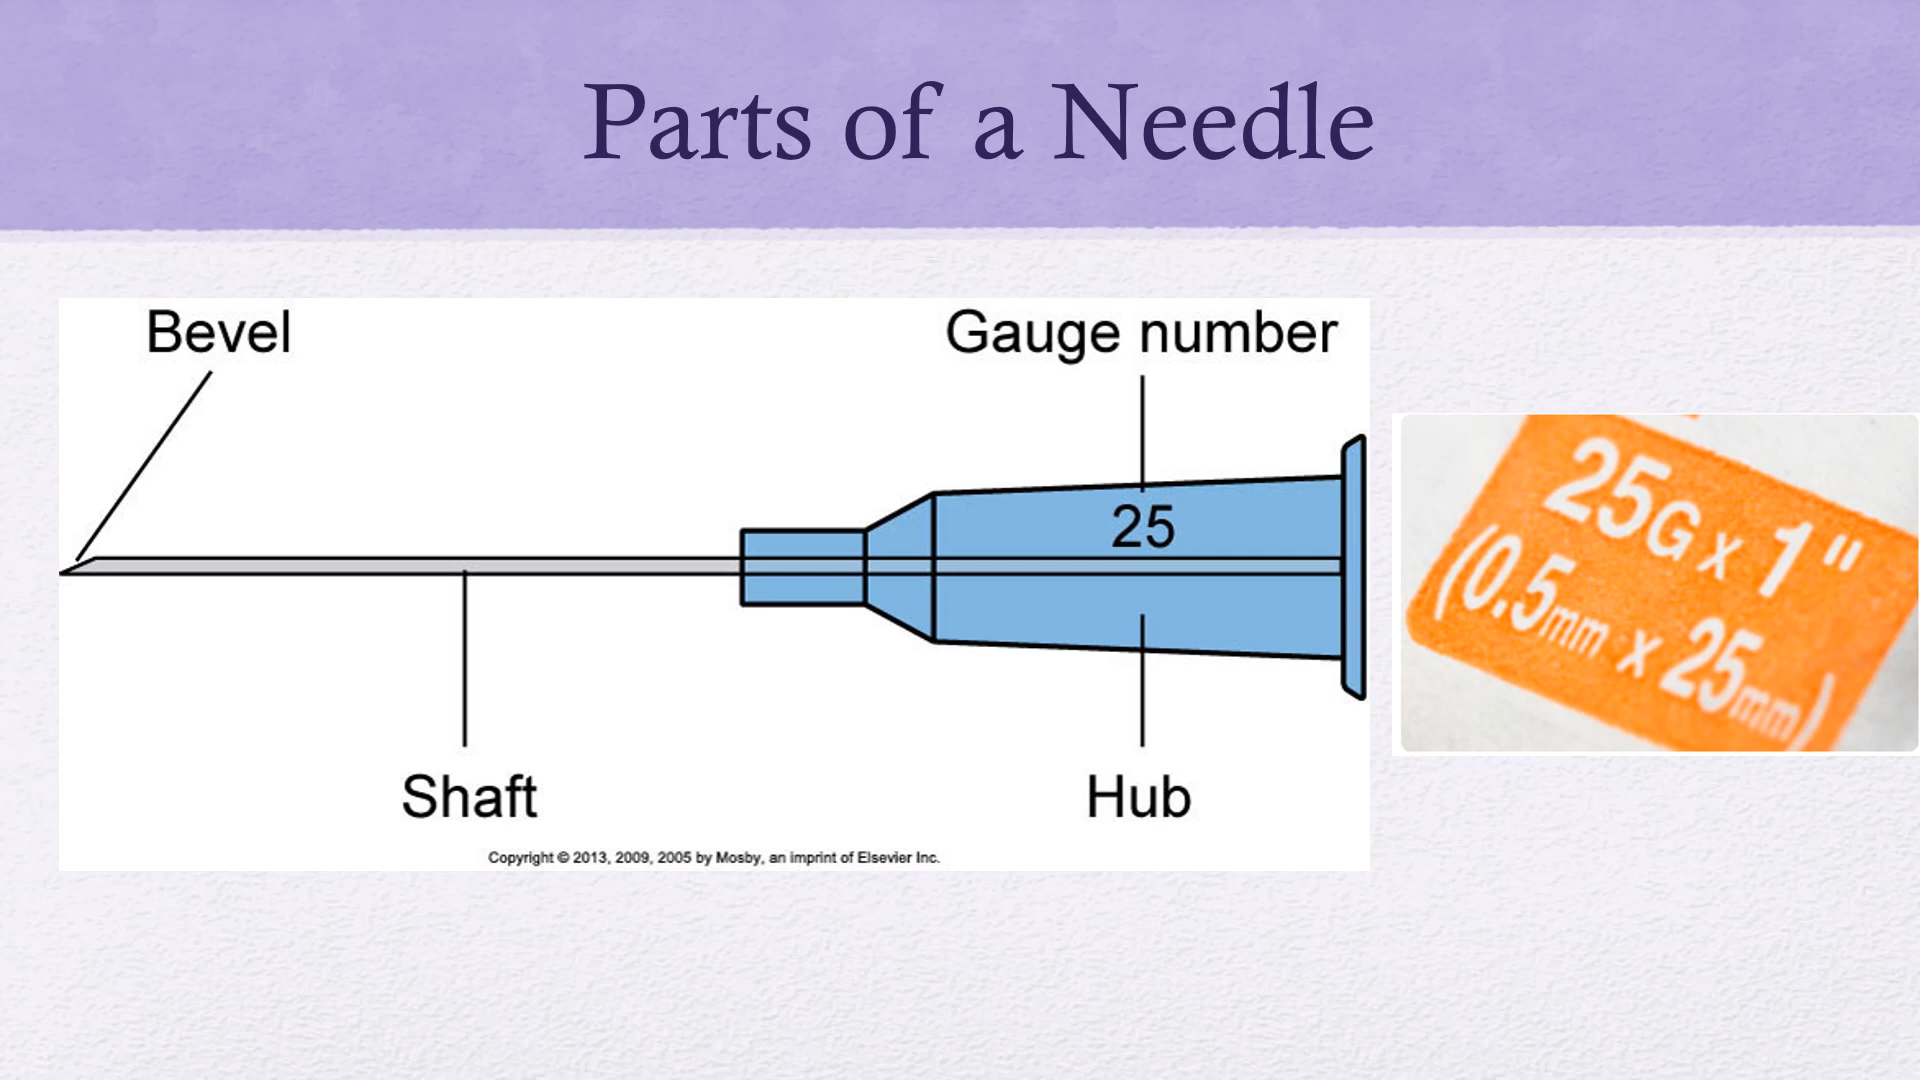 Parts of a Needle
Bevel
Gauge number
25
Shaft
Hub
Copyright © 2013, 2009, 2005 by Mosby, an imprint of Elsevier Inc.
25G x 1"
(0.5mm x 25mm)